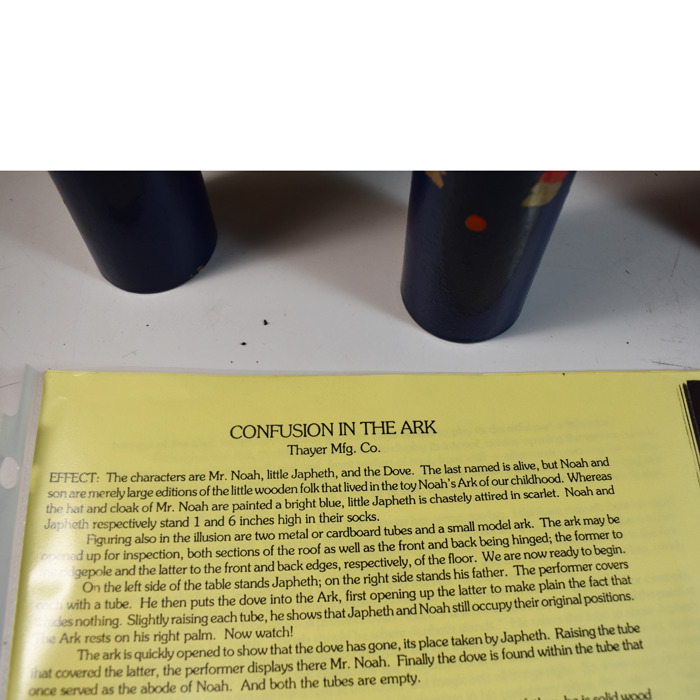 CONFUSION IN THE ARK
Thayer Mfg. Co.
EFFECT: The characters are Mr. Noah, little Japheth, and the Dove. The last named is alive, but Noah and
son are merely large editions of the little wooden folk that lived in the toy Noah's Ark of our childhood. Whereas
the hat and cloak of Mr. Noah are painted a bright blue, little Japheth is chastely attired in scarlet. Noah and
Japheth respectively stand 1 and 6 inches high in their socks.
Figuring also in the illusion are two metal or cardboard tubes and a small model ark. The ark may be
opened up for inspection, both sections of the roof as well as the front and back being hinged; the former to
ridgepole and the latter to the front and back edges, respectively, of the floor. We are now ready to begin.
On the left side of the table stands Japheth; on the right side stands his father. The performer covers
each with a tube. He then puts the dove into the Ark, first opening up the latter to make plain the fact that
nothing. Slightly raising each tube, he shows that Japheth and Noah still occupy their original positions.
The Ark rests on his right palm. Now watch!
The ark is quickly opened to show that the dove has gone, its place taken by Japheth. Raising the tube
that covered the latter, the performer displays there Mr. Noah. Finally the dove is found within the tube that
once served as the abode of Noah. And both the tubes are empty.
he is solid wood